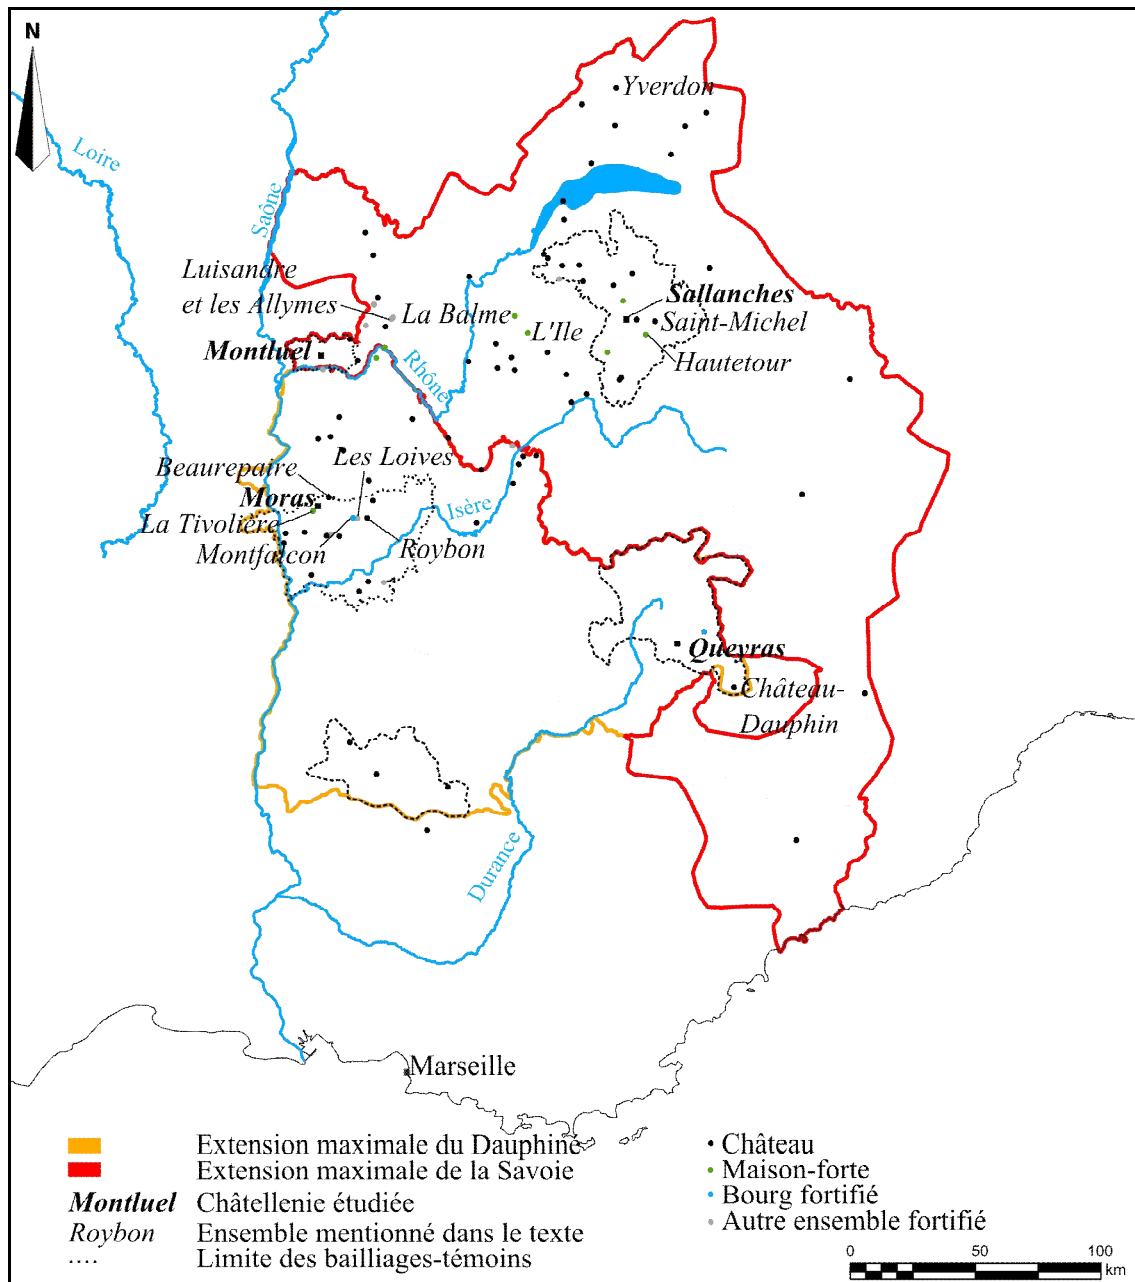 N
Yverdon
Loire
Saône
Luisandre
et les Allymes
La Balme
Sallanches
L'Ile
Saint-Michel
Hautetour
Montluel
Rhône
Les Loives
Beaurepaire
Moras
La Tivolière
Isère
Montfalcon
Roybon
Queyras
Château-
Dauphin
Durance
Marseille
Extension maximale du Dauphiné
Extension maximale de la Savoie
Montluel Châtellenie étudiée
Roybon Ensemble mentionné dans le texte
.... Limite des bailliages-témoins
Château
Maison-forte
Bourg fortifié
Autre ensemble fortifié
0 50 100
km